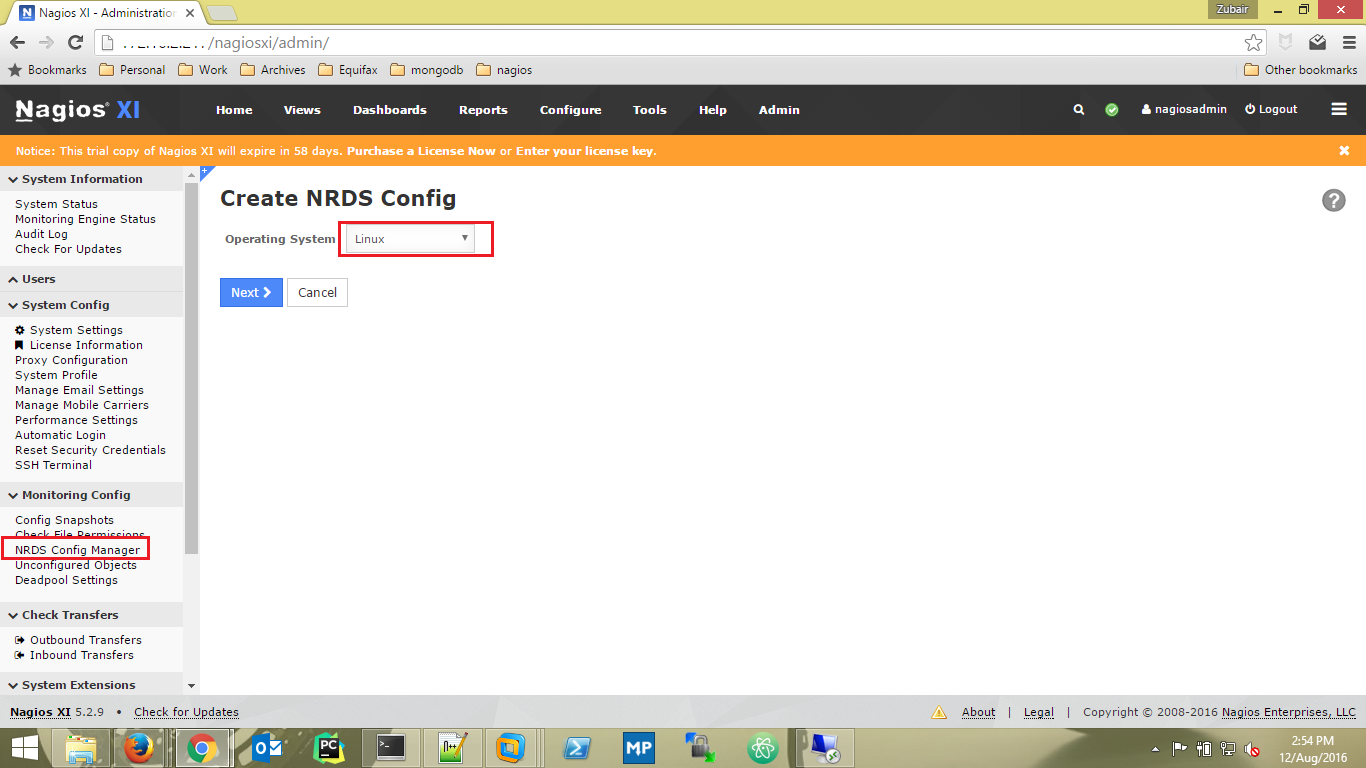 Nagios XI - Administration
Zubair
/nagiosxi/admin/
Bookmarks Personal Work Archives Equifax mongodb nagios Other bookmarks
Nagios® XI Home Views Dashboards Reports Configure Tools Help Admin nagiosadmin Logout
Notice: This trial copy of Nagios XI will expire in 58 days. Purchase a License Now or Enter your license key.
System Information
System Status
Monitoring Engine Status
Audit Log
Check For Updates
Users
System Config
System Settings
License Information
Proxy Configuration
System Profile
Manage Email Settings
Manage Mobile Carriers
Performance Settings
Automatic Login
Reset Security Credentials
SSH Terminal
Monitoring Config
Config Snapshots
Check File Permissions
NRDS Config Manager
Unconfigured Objects
Deadpool Settings
Check Transfers
Outbound Transfers
Inbound Transfers
System Extensions
Create NRDS Config
?
Operating System Linux
Next Cancel
Nagios XI 5.2.9 • Check for Updates About | Legal | Copyright © 2008-2016 Nagios Enterprises, LLC
PC
MP
2:54 PM
12/Aug/2016